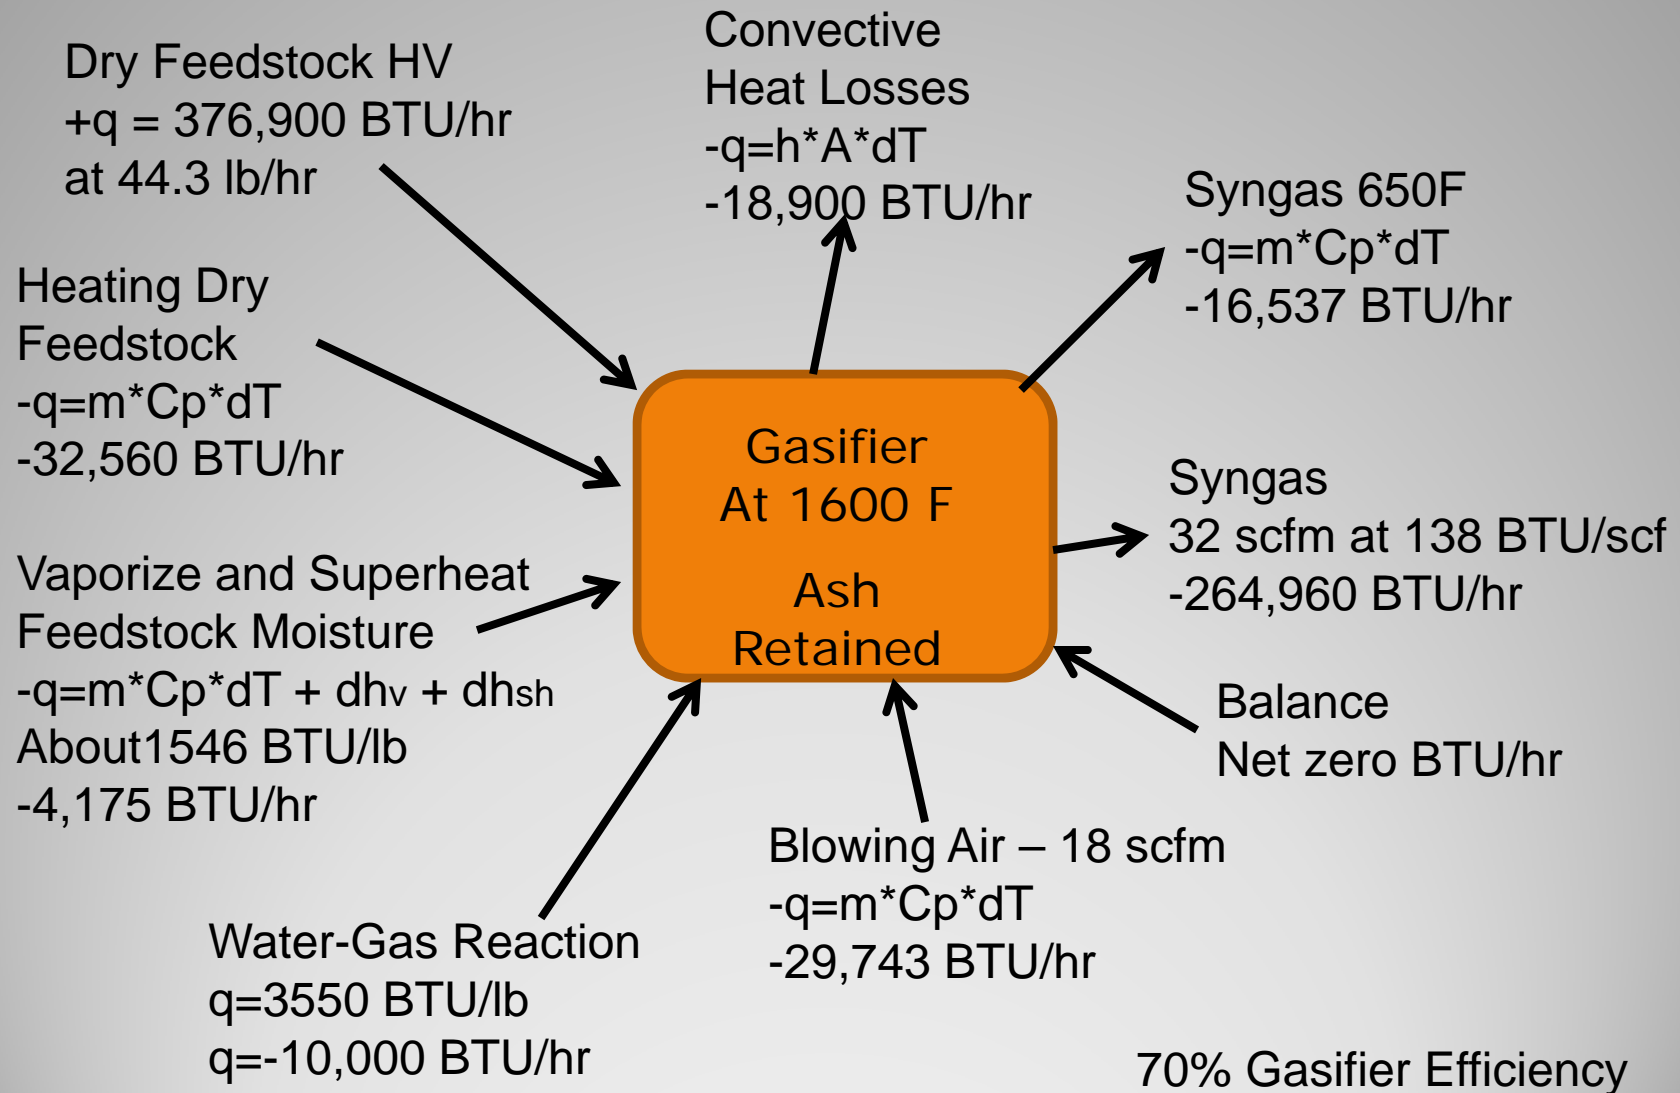 Dry Feedstock HV
+q = 376,900 BTU/hr
at 44.3 lb/hr
Convective
Heat Losses
-q=h*A*dT
-18,900 BTU/hr
Syngas 650F
-q=m*Cp*dT
-16,537 BTU/hr
Heating Dry
Feedstock
-q=m*Cp*dT
-32,560 BTU/hr
Gasifier
At 1600 F
Ash
Retained
Syngas
32 scfm at 138 BTU/scf
-264,960 BTU/hr
Vaporize and Superheat
Feedstock Moisture
-q=m*Cp*dT + dhv + dhsh
About1546 BTU/lb
-4,175 BTU/hr
Balance
Net zero BTU/hr
Blowing Air – 18 scfm
-q=m*Cp*dT
-29,743 BTU/hr
Water-Gas Reaction
q=3550 BTU/lb
q=-10,000 BTU/hr
70% Gasifier Efficiency